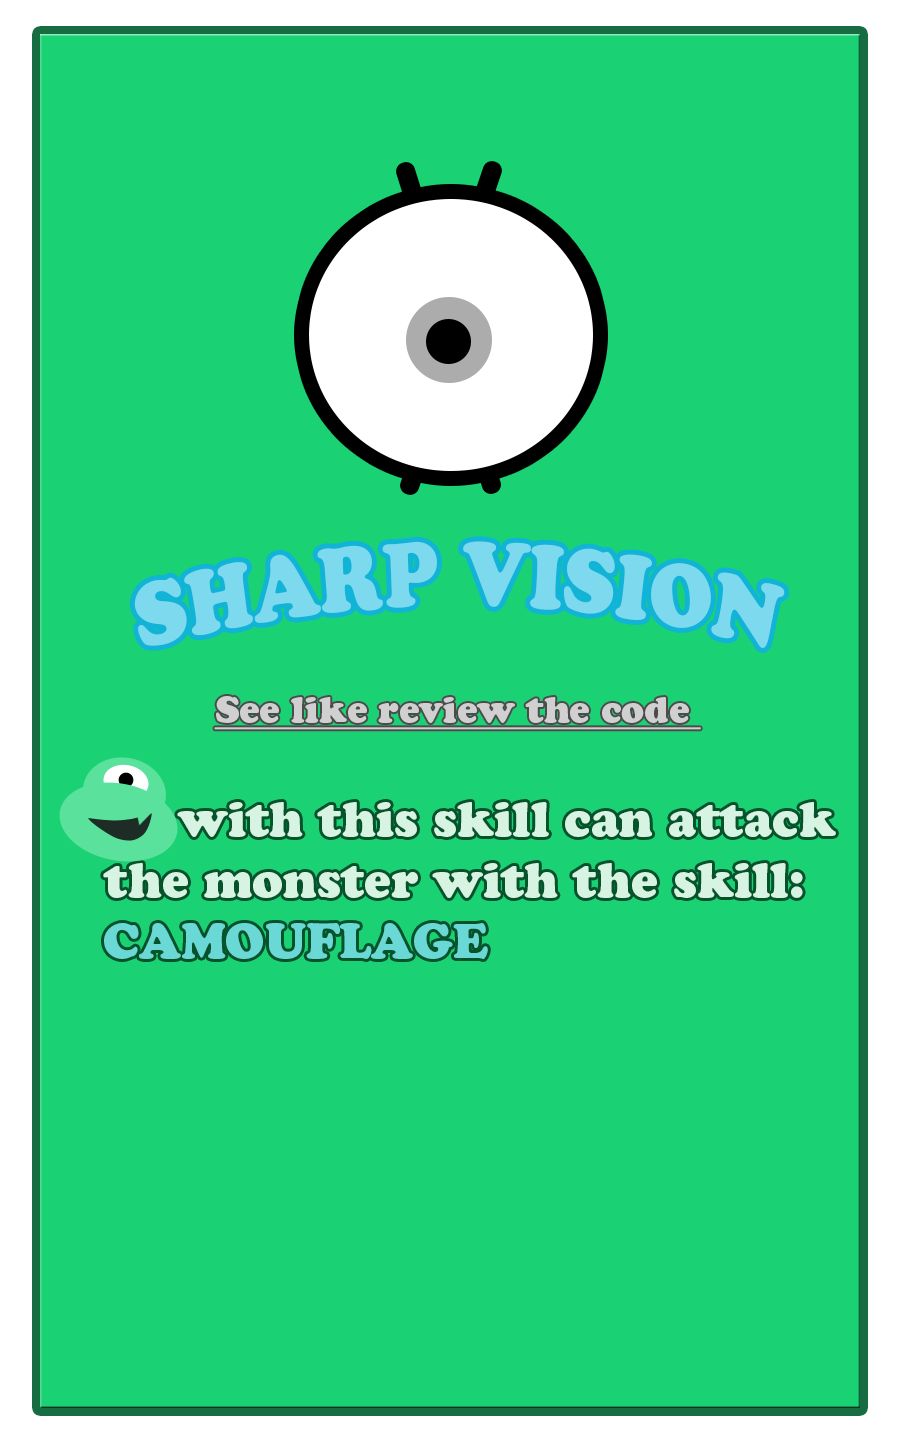 SHARP VISION
See like review the code
with this skill can attack
the monster with the skill:
CAMOUFLAGE